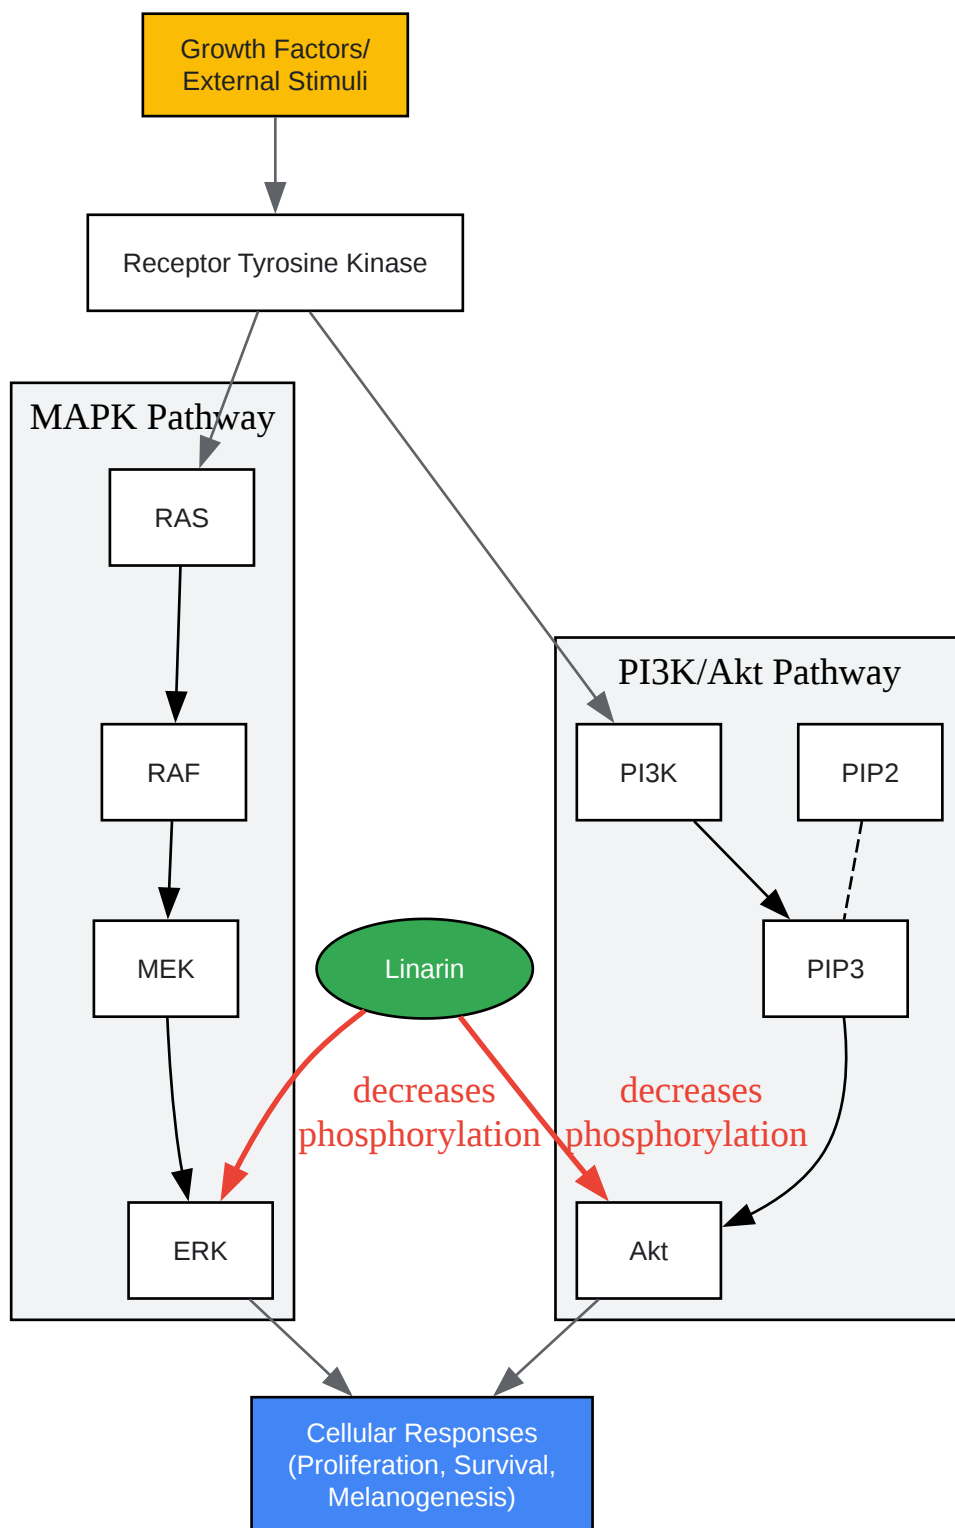 Growth Factors/
External Stimuli
Receptor Tyrosine Kinase
MAPK Pathway
RAS
PI3K/Akt Pathway
RAF
PI3K
PIP2
MEK
Linarin
PIP3
decreases
phosphorylation
decreases
phosphorylation
ERK
Akt
Cellular Responses
(Proliferation, Survival,
Melanogenesis)